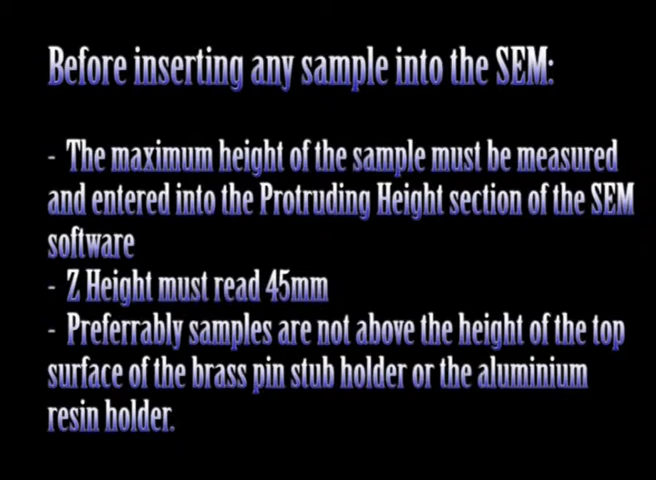 Before inserting any sample into the SEM:
- The maximum height of the sample must be measured
and entered into the Protruding Height section of the SEM
software
- Z Height must read 45mm
- Preferrably samples are not above the height of the top
surface of the brass pin stub holder or the aluminium
resin holder.